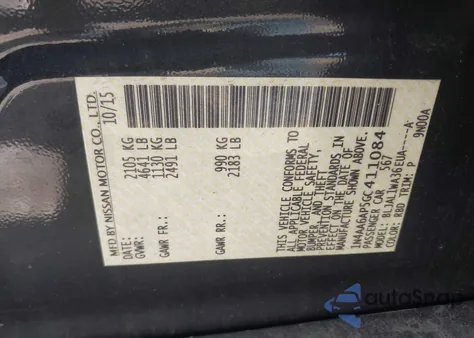 MFD BY NISSAN MOTOR CO., LTD.
DATE: 10/15
GVWR: 2105 KG
4641 LB
GAWR FR.: 1130 KG
2491 LB
GAWR RR.: 990 KG
2183 LB
THIS VEHICLE CONFORMS TO
ALL APPLICABLE FEDERAL
MOTOR VEHICLE SAFETY,
BUMPER, AND THEFT
PREVENTION STANDARDS IN
EFFECT ON THE DATE OF
MANUFACTURE SHOWN ABOVE.
1N4AA6AP5GC411084
PASSENGER CAR 567
COLOR: RBD TRIM: P 9N00A
autoSnap